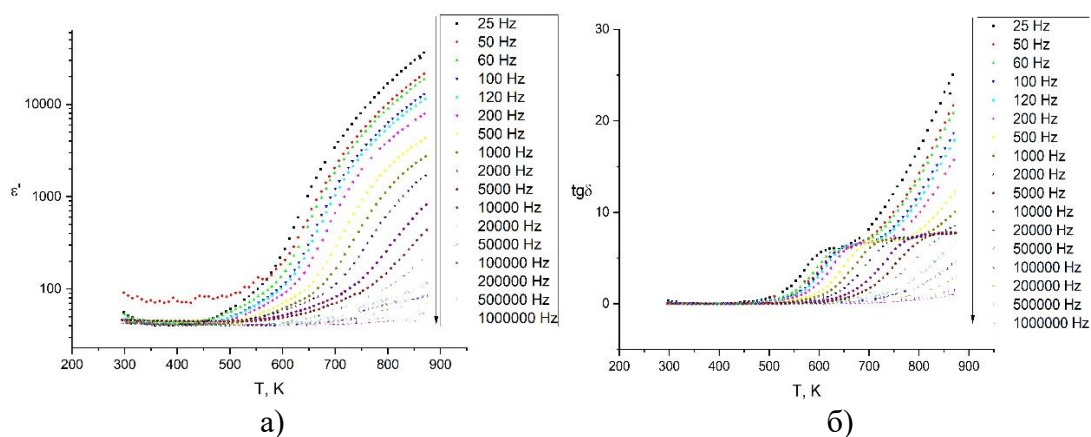 ε'
10000
1000
100
200 300 400 500 600 700 800 900
T, K
25 Hz
50 Hz
60 Hz
100 Hz
120 Hz
200 Hz
500 Hz
1000 Hz
2000 Hz
5000 Hz
10000 Hz
20000 Hz
50000 Hz
100000 Hz
200000 Hz
500000 Hz
1000000 Hz
а)
tgδ
30
20
10
0
200 300 400 500 600 700 800 900
T, K
25 Hz
50 Hz
60 Hz
100 Hz
120 Hz
200 Hz
500 Hz
1000 Hz
2000 Hz
5000 Hz
10000 Hz
20000 Hz
50000 Hz
100000 Hz
200000 Hz
500000 Hz
1000000 Hz
б)